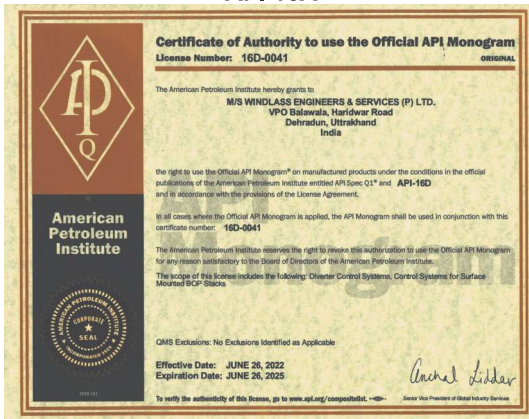 Certificate of Authority to use the Official API Monogram
License Number: 16D-0041
ORIGINAL
The American Petroleum Institute hereby grants to
M/S WINDLASS ENGINEERS & SERVICES (P) LTD.
VPO Balawala, Haridwar Road
Dehradun, Uttrakhand
India
the right to use the Official API Monogram® on manufactured products under the conditions in the official
publications of the American Petroleum Institute entitled API Spec Q1® and API-16D
and in accordance with the provisions of the License Agreement.
In all cases where the Official API Monogram is applied, the API Monogram shall be used in conjunction with this
certificate number: 16D-0041
The American Petroleum Institute reserves the right to revoke this authorization to use the Official API Monogram
for any reason satisfactory to the Board of Directors of the American Petroleum Institute.
The scope of this license includes the following: Diverter Control Systems, Control Systems for Surface
Mounted BOP Stacks
QMS Exclusions: No Exclusions Identified as Applicable
Effective Date: JUNE 26, 2022
Expiration Date: JUNE 26, 2025
To verify the authenticity of this license, go to www.api.org/compositelist.
Anchal Liddar
Senior Vice President of Global Industry Services
API
Q
American
Petroleum
Institute
AMERICAN PETROLEUM INSTITUTE
CORPORATE
SEAL
INCORPORATED 1919